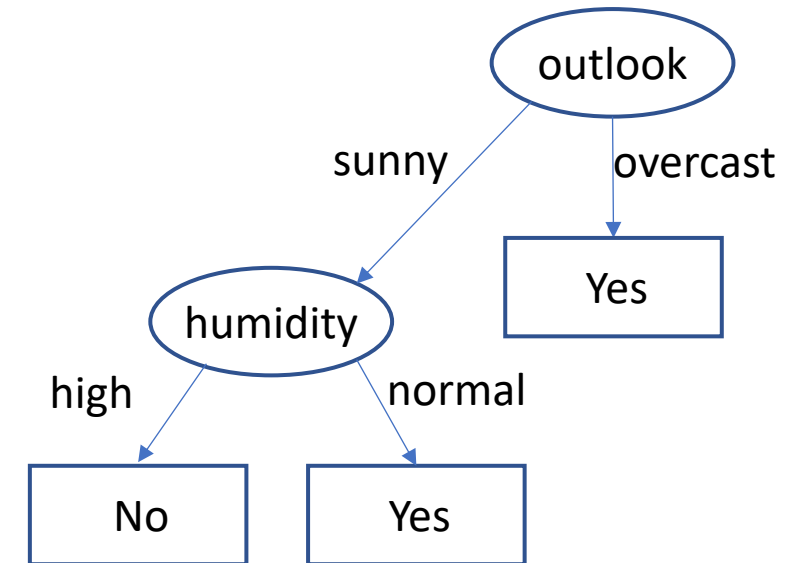 outlook
sunny
overcast
Yes
humidity
high
normal
No
Yes